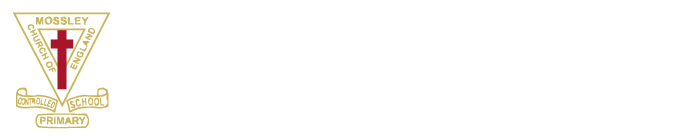 MOSSLEY
CHURCH OF
ENGLAND
CONTROLLED
SCHOOL
PRIMARY